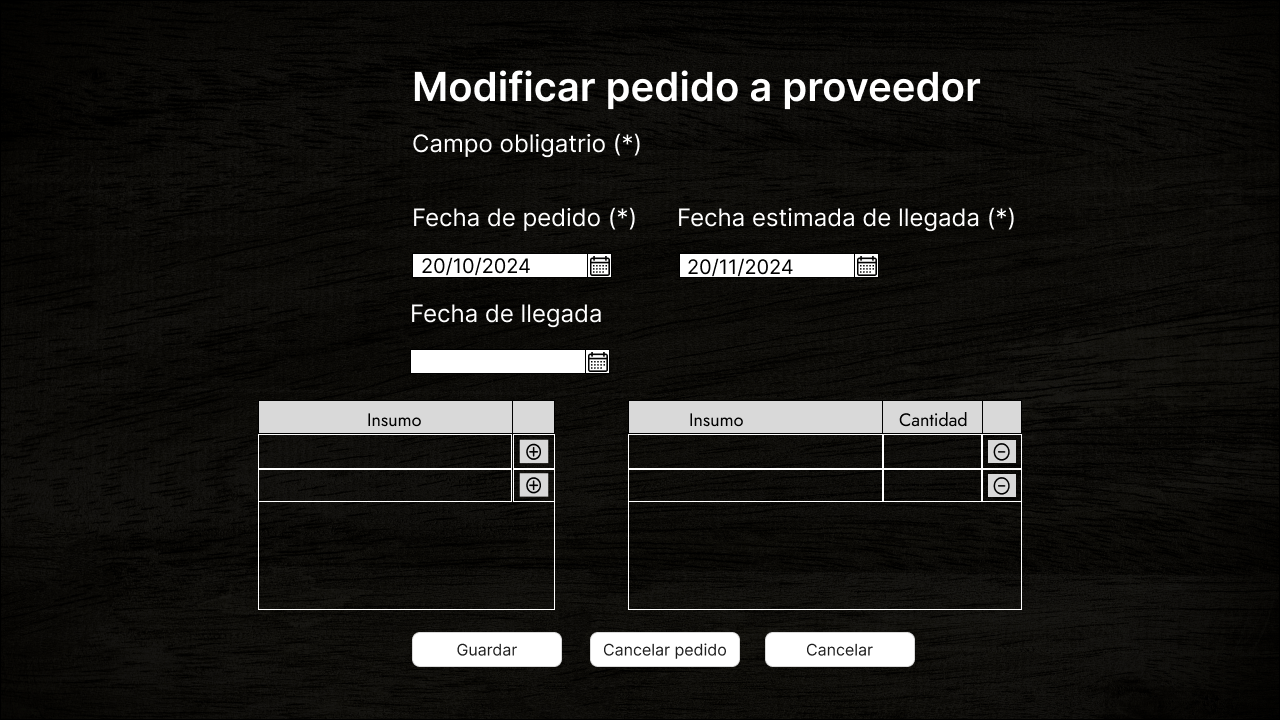 Modificar pedido a proveedor
Campo obligatrio (*)
Fecha de pedido (*) Fecha estimada de llegada (*)
20/10/2024 20/11/2024
Fecha de llegada
Insumo Insumo Cantidad
Guardar Cancelar pedido Cancelar